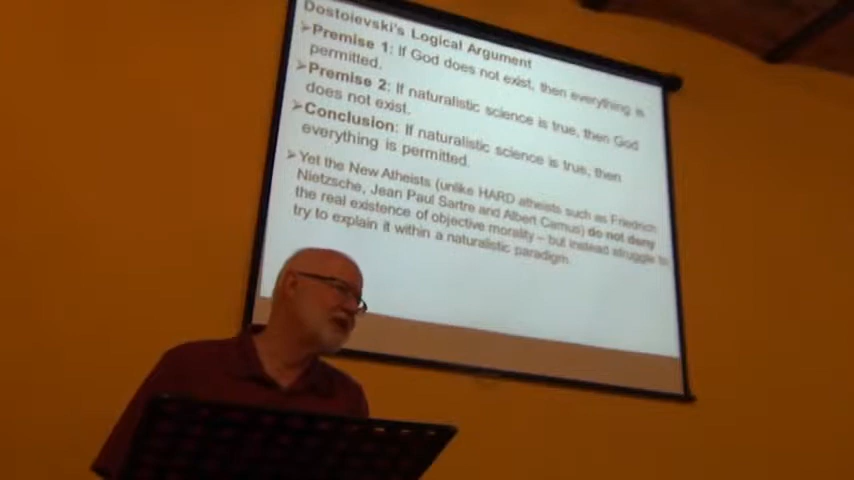 Dostoievski's Logical Argument
➢Premise 1: If God does not exist, then everything is
permitted.
➢Premise 2: If naturalistic science is true, then God
does not exist.
➢Conclusion: If naturalistic science is true, then
everything is permitted.
➢Yet the New Atheists (unlike HARD atheists such as Friedrich
Nietzsche, Jean Paul Sartre and Albert Camus) do not deny
the real existence of objective morality – but instead struggle to
try to explain it within a naturalistic paradigm.